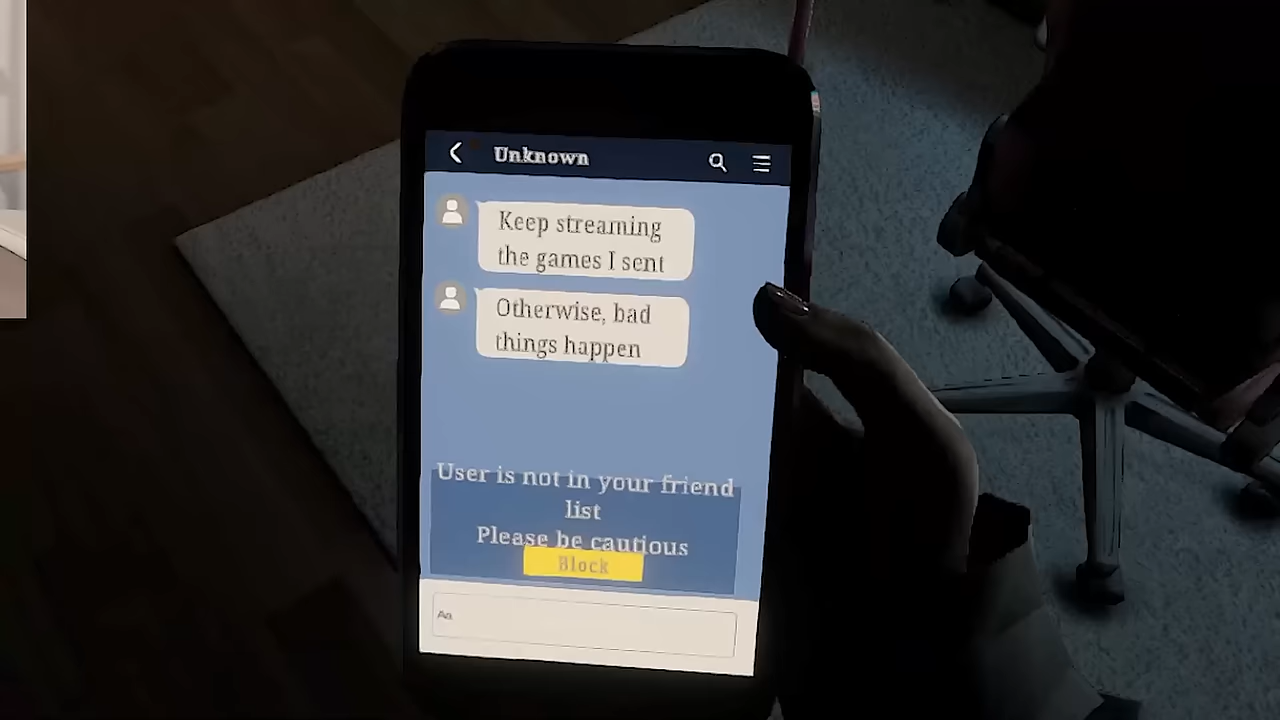 Unknown
Keep streaming
the games I sent
Otherwise, bad
things happen
User is not in your friend
list
Please be cautious
Block
Aa